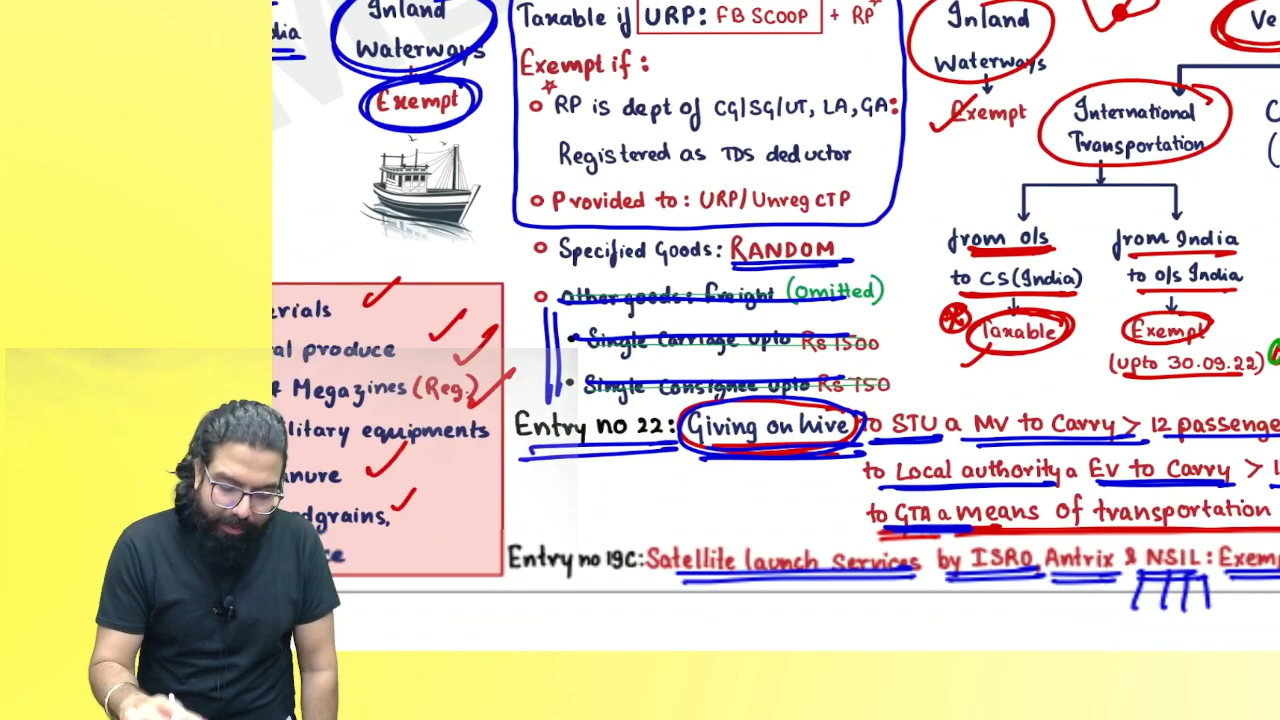 dia
Inland
Waterways
Exempt
Taxable if URP: FB SCOOP + RP*
Exempt if:
RP is dept of CG/SG/UT, LA, GA:
Registered as TDS deductor
Provided to: URP/Unreg CTP
Specified Goods: RANDOM
Other goods: freight (Omitted)
• Single Carriage upto Rs 1500
• Single Consignee upto Rs 750
Inland
Waterways
Exempt
Ve
International
Transportation
from o/s
to CS(India)
Taxable
from India
to o/s India
Exempt
(upto 30.09.22)
C
(
erials
al produce
Megazines (Reg.)
litary equipments
anure
dgrains,
ce
Entry no 22: Giving on hive to STU a MV to Carry > 12 passenge
to Local authority a EV to Carry > 1
to GTA a means of transportation
Entry no 19C: Satellite launch Services by ISRO Antrix & NSIL: Exem